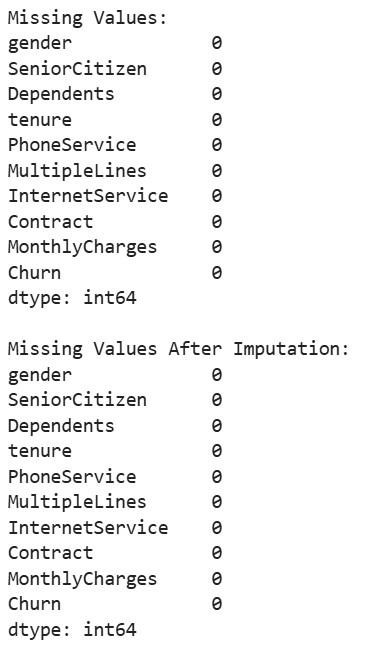 Missing Values:
gender 0
SeniorCitizen 0
Dependents 0
tenure 0
PhoneService 0
MultipleLines 0
InternetService 0
Contract 0
MonthlyCharges 0
Churn 0
dtype: int64

Missing Values After Imputation:
gender 0
SeniorCitizen 0
Dependents 0
tenure 0
PhoneService 0
MultipleLines 0
InternetService 0
Contract 0
MonthlyCharges 0
Churn 0
dtype: int64